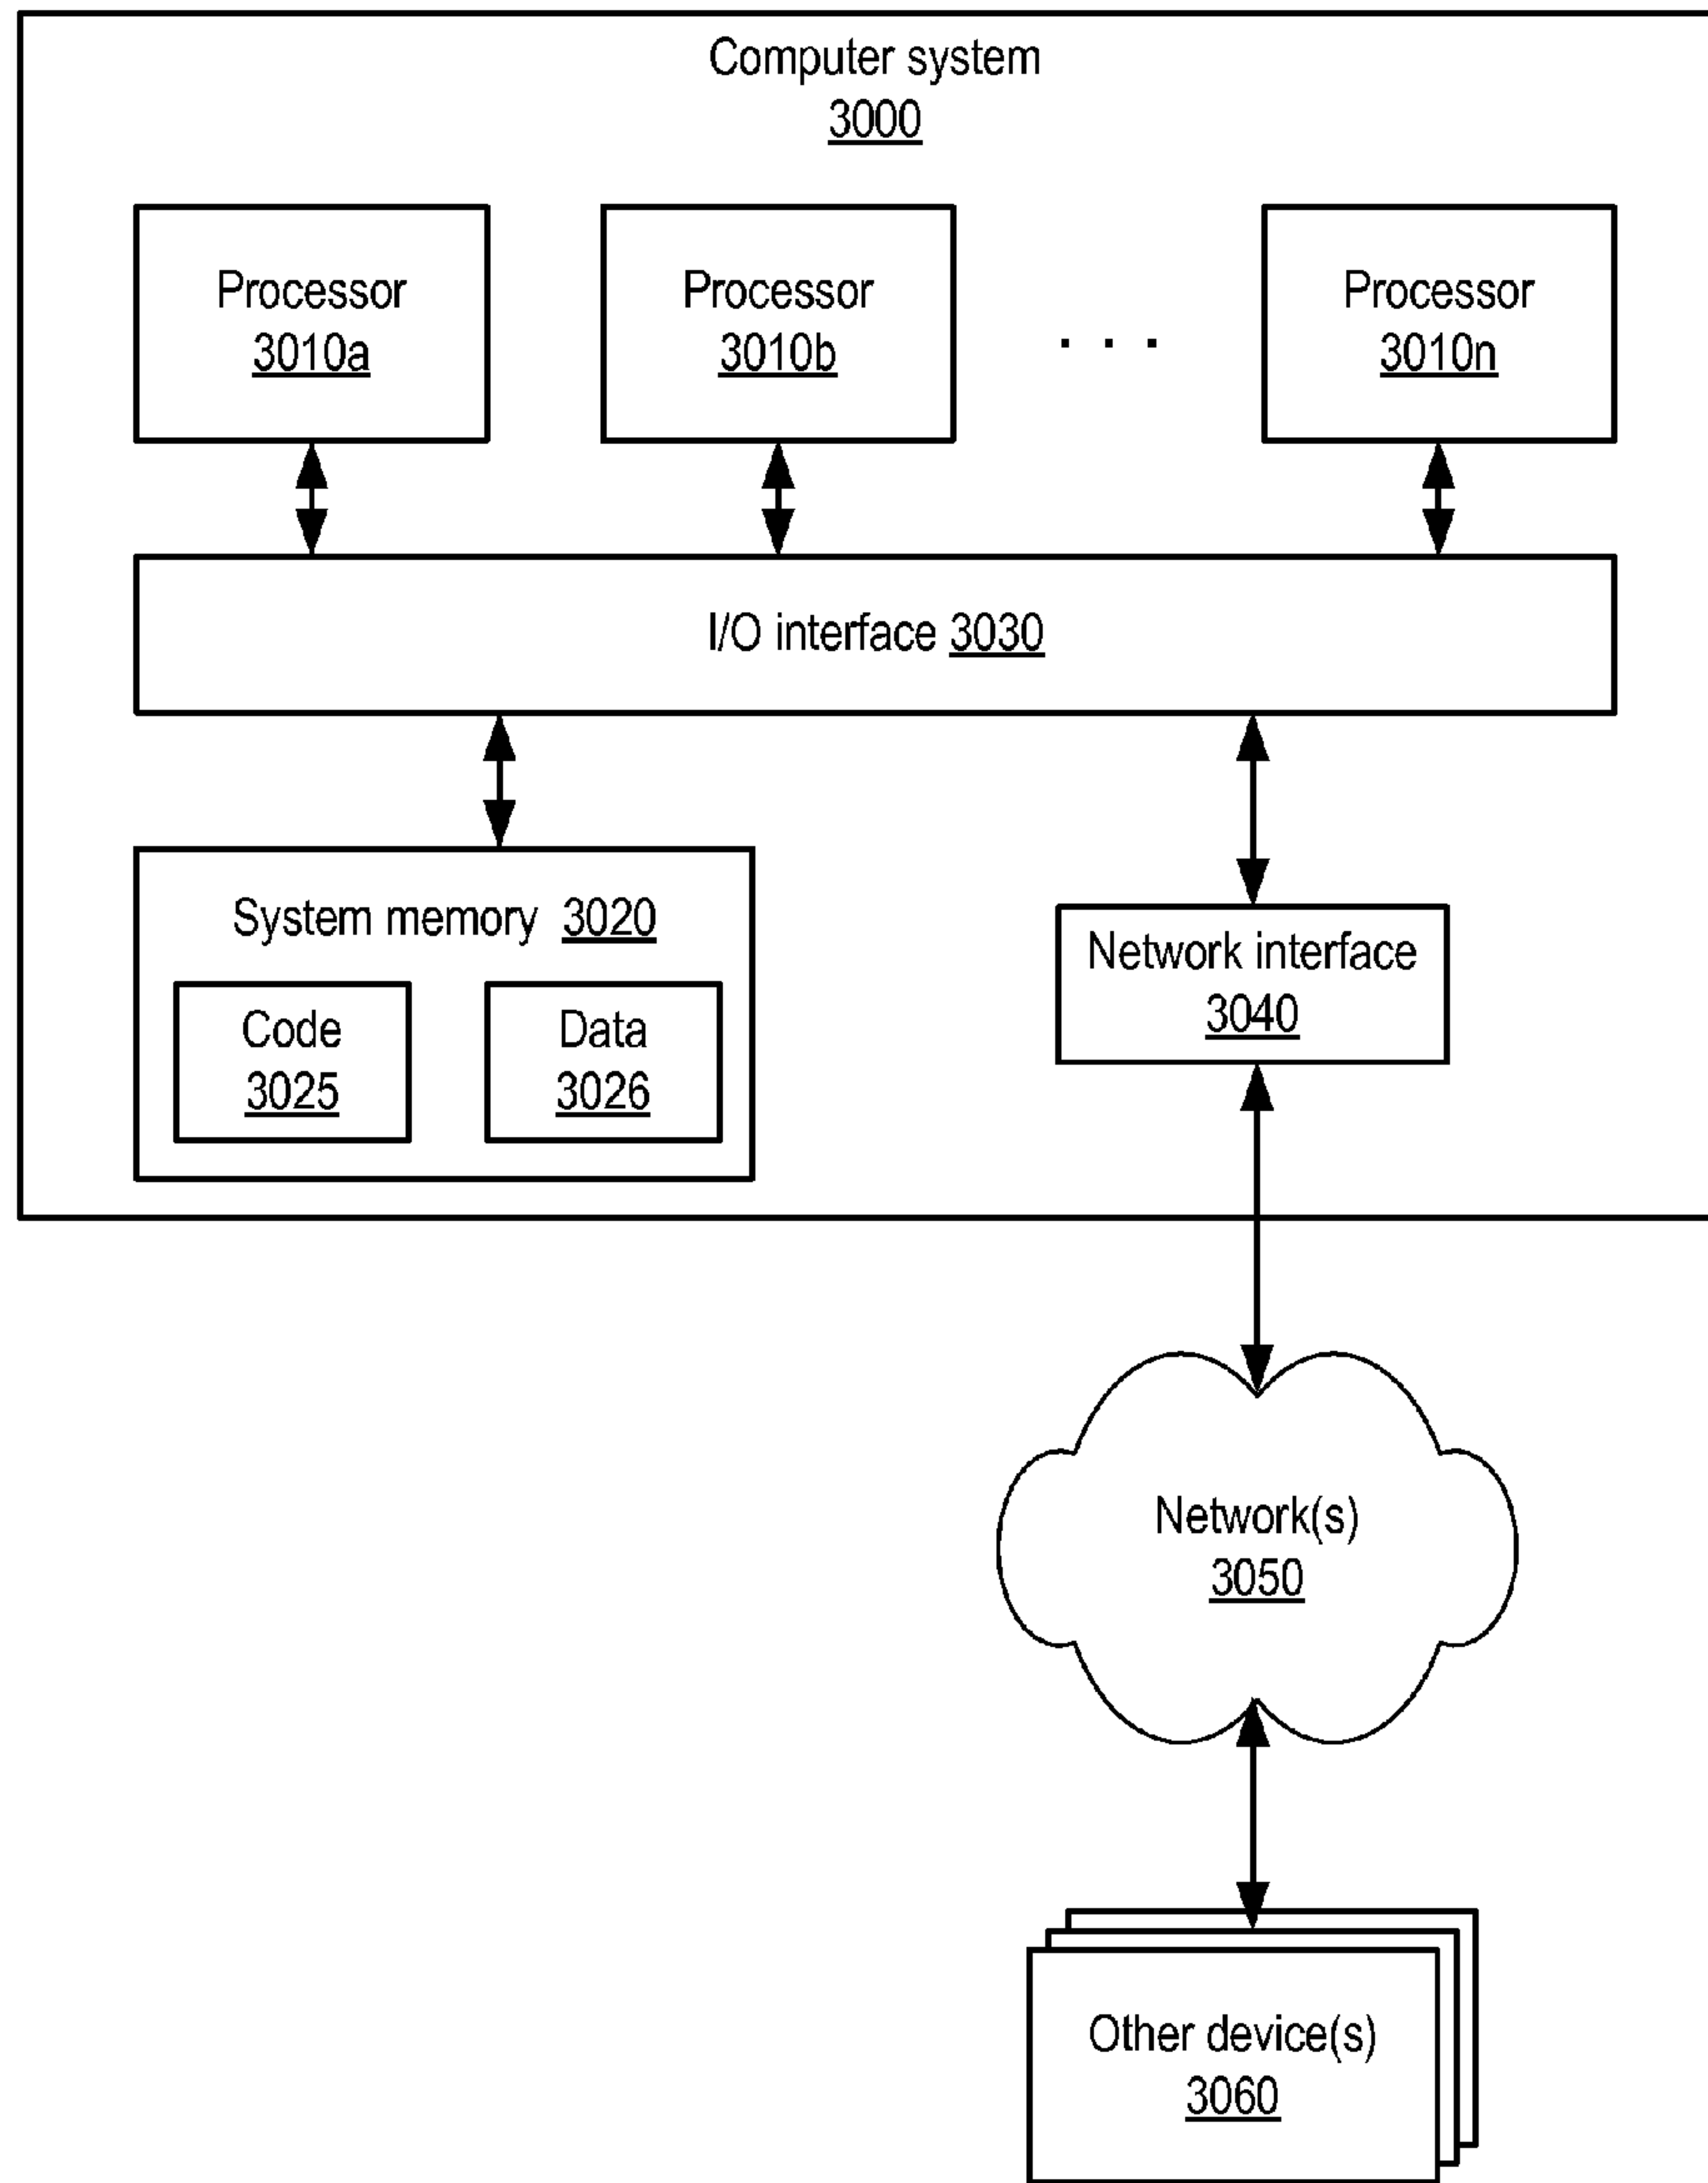 Computer system
3000
Processor
3010a
Processor
3010b
. . .
Processor
3010n
I/O interface 3030
System memory 3020
Code
3025
Data
3026
Network interface
3040
Network(s)
3050
Other device(s)
3060